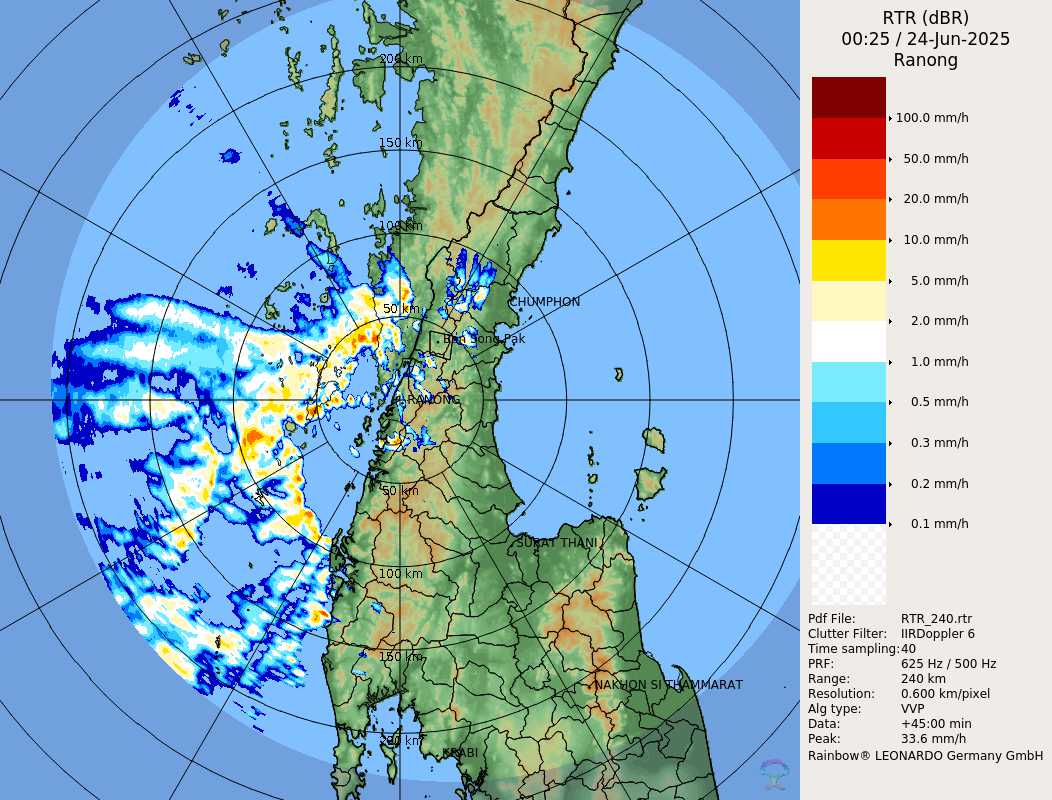 RTR (dBR)
00:25 / 24-Jun-2025
Ranong
100.0 mm/h
50.0 mm/h
20.0 mm/h
10.0 mm/h
5.0 mm/h
2.0 mm/h
1.0 mm/h
0.5 mm/h
0.3 mm/h
0.2 mm/h
0.1 mm/h
Pdf File: RTR_240.rtr
Clutter Filter: IIRDoppler 6
Time sampling: 40
PRF: 625 Hz / 500 Hz
Range: 240 km
Resolution: 0.600 km/pixel
Alg type: VVP
Data: +45:00 min
Peak: 33.6 mm/h
Rainbow® LEONARDO Germany GmbH
200 km
150 km
100 km
50 km
CHUMPHON
Ban Song Pak
RANONG
50 km
SURAT THANI
100 km
150 km
NAKHON SI THAMMARAT
200 km
KRABI